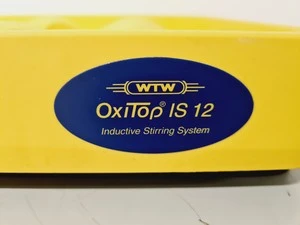 WTW
OxiTop® IS 12
Inductive Stirring System